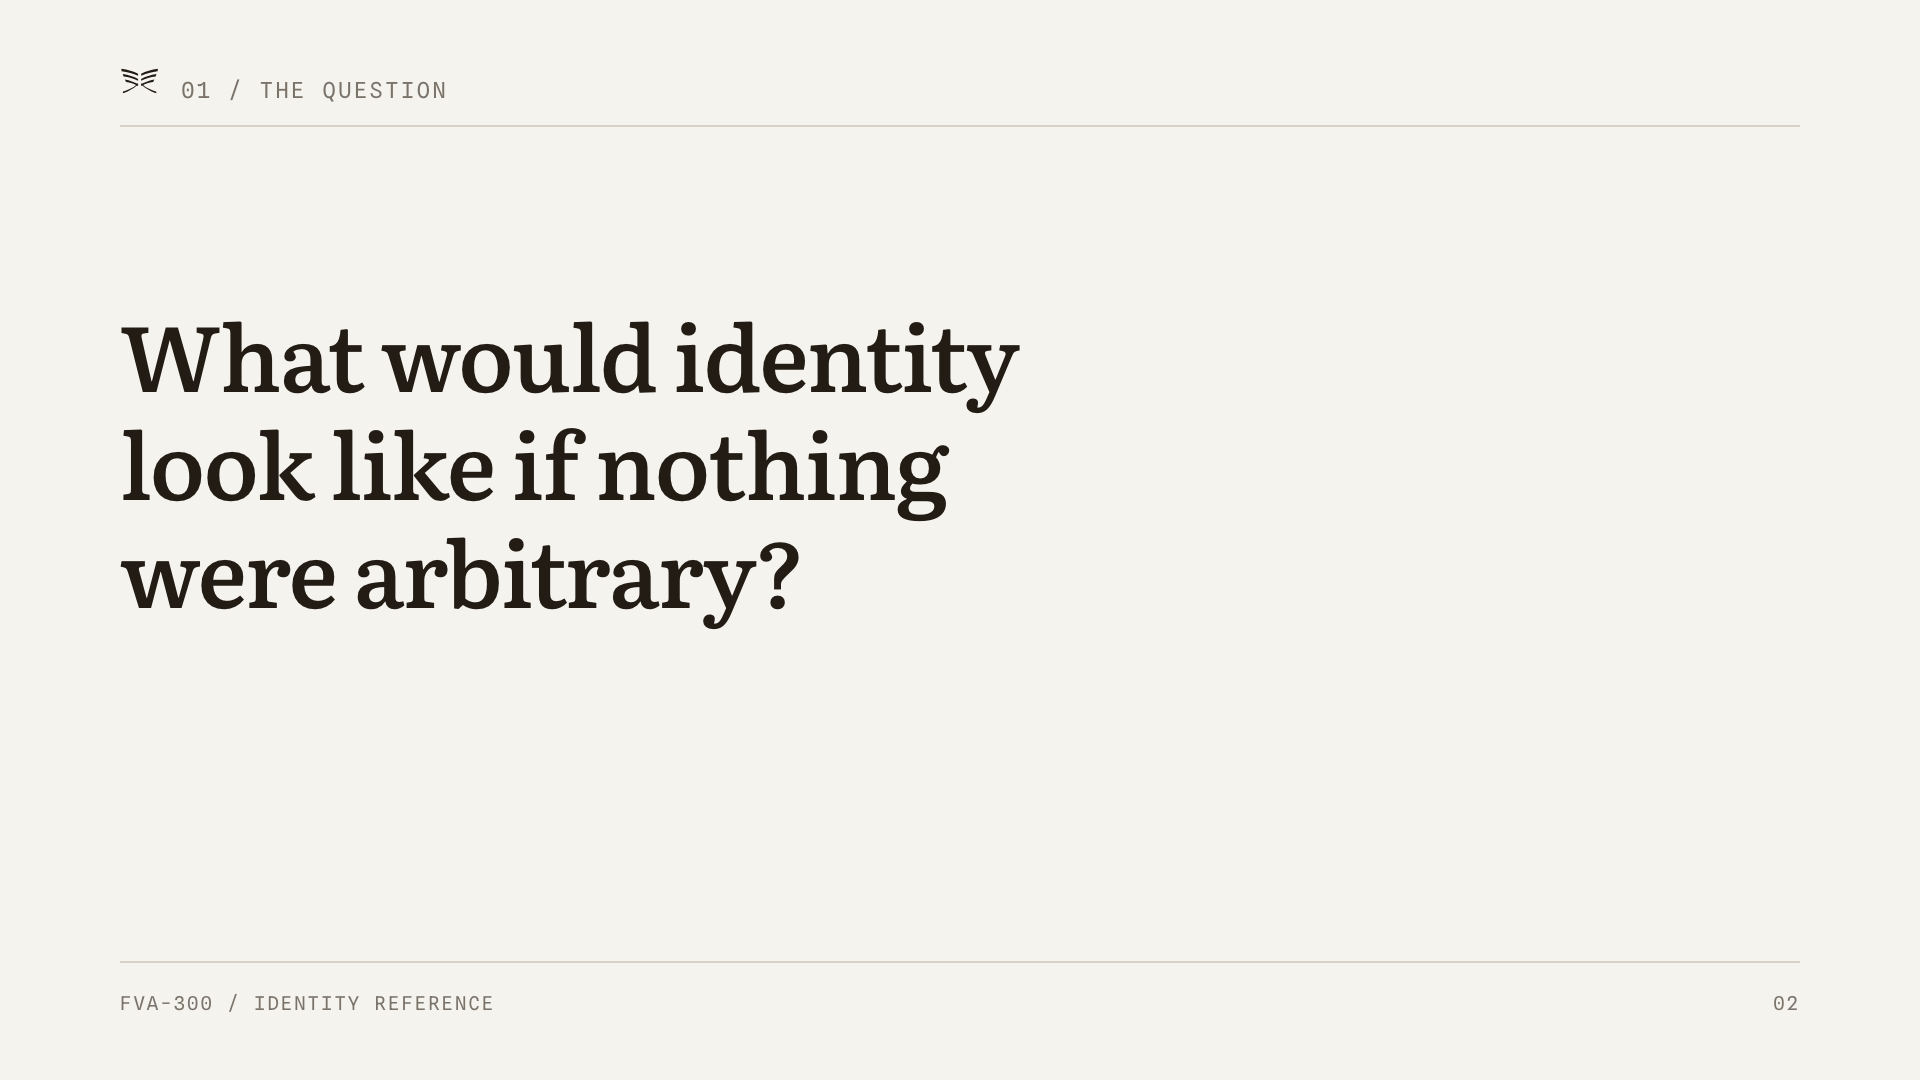 01 / THE QUESTION
What would identity
look like if nothing
were arbitrary?
FVA-300 / IDENTITY REFERENCE
02